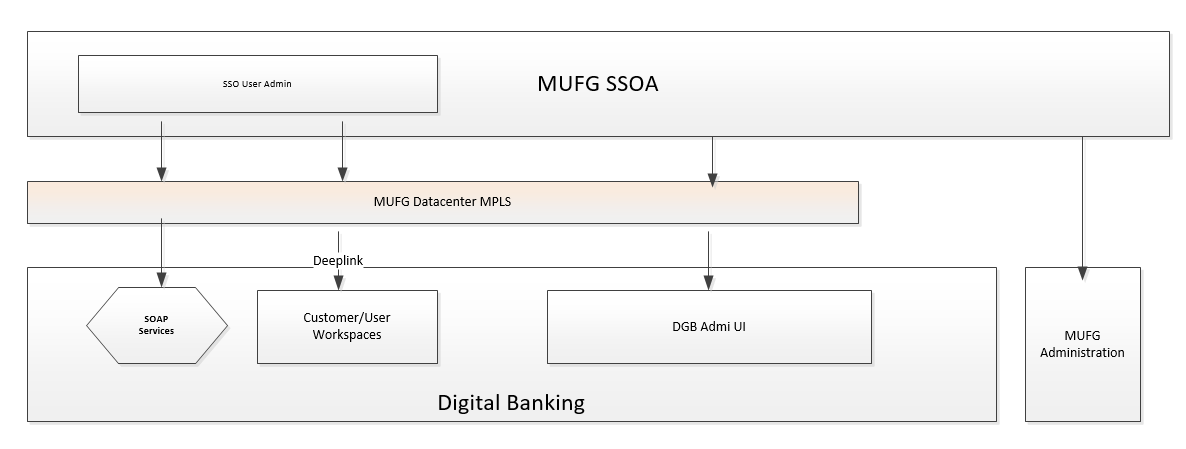 SSO User Admin
MUFG SSOA
MUFG Datacenter MPLS
Deeplink
SOAP
Services
Customer/User
Workspaces
DGB Admi UI
MUFG
Administration
Digital Banking